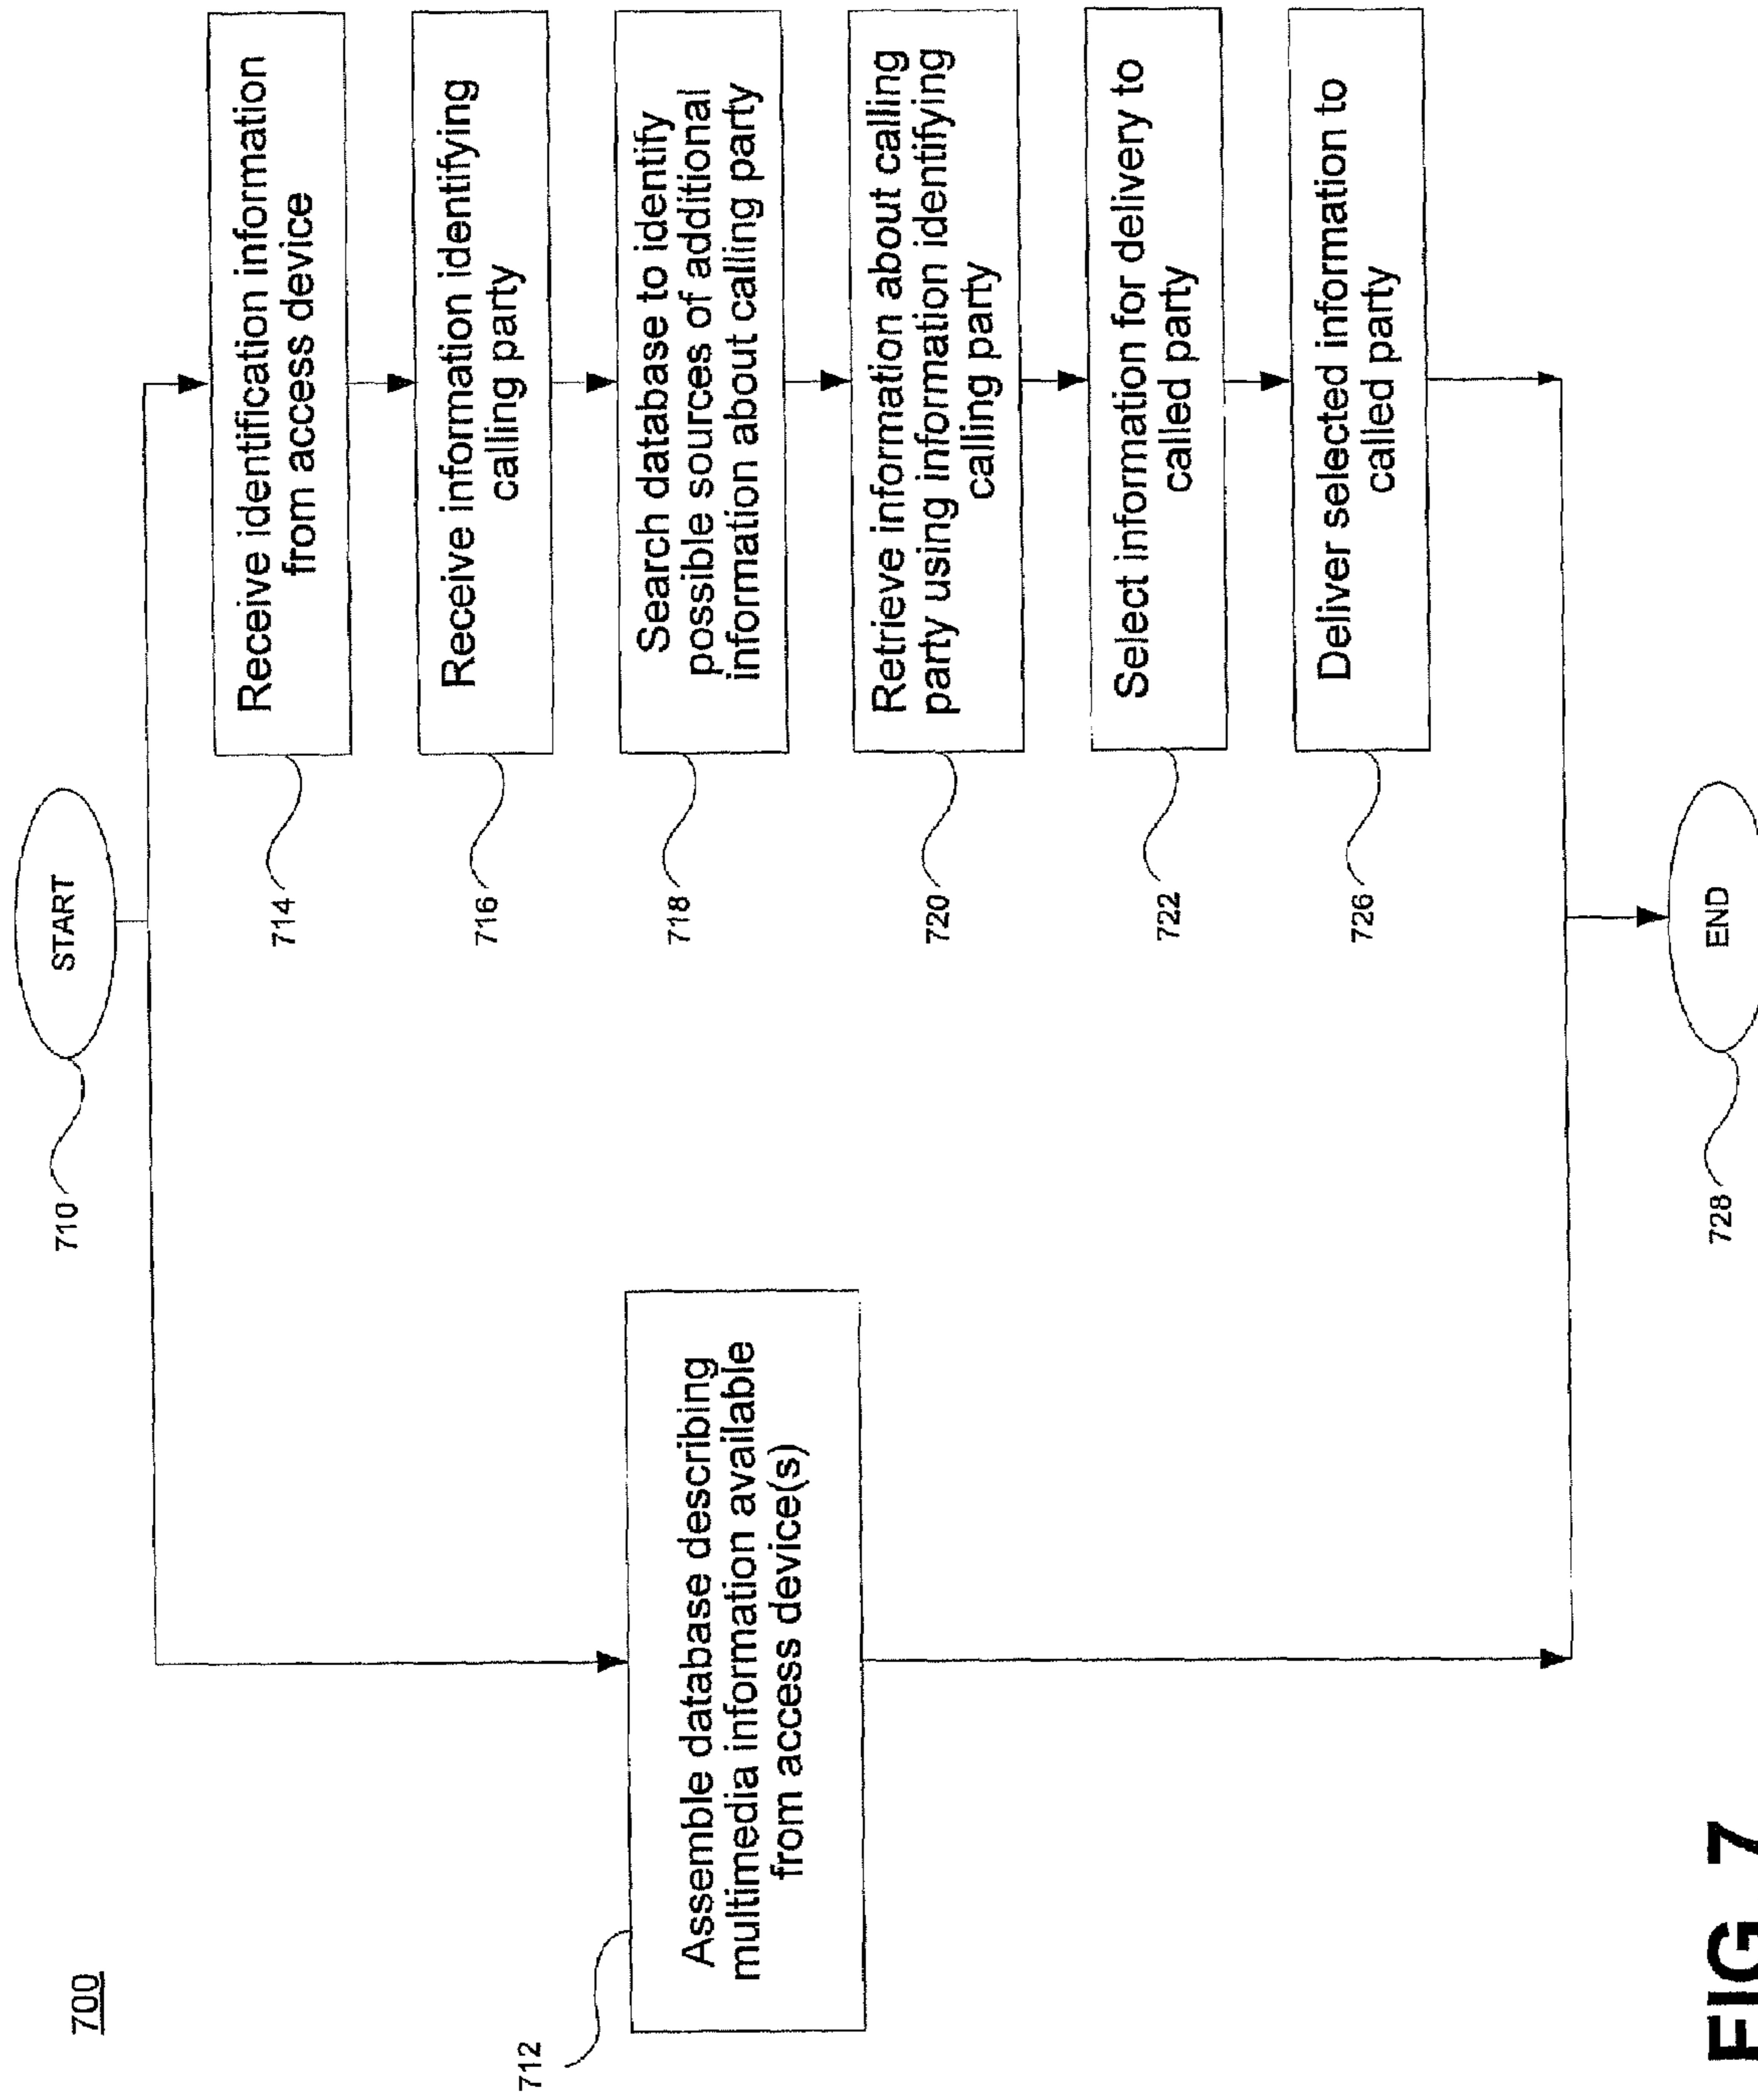 700
START
710
712
Assemble database describing
multimedia information available
from access device(s)
Receive identification information
from access device
714
Receive information identifying
calling party
716
Search database to identify
possible sources of additional
information about calling party
718
Retrieve information about calling
party using information identifying
calling party
720
Select information for delivery to
called party
722
Deliver selected information to
called party
726
END
728
FIG 7